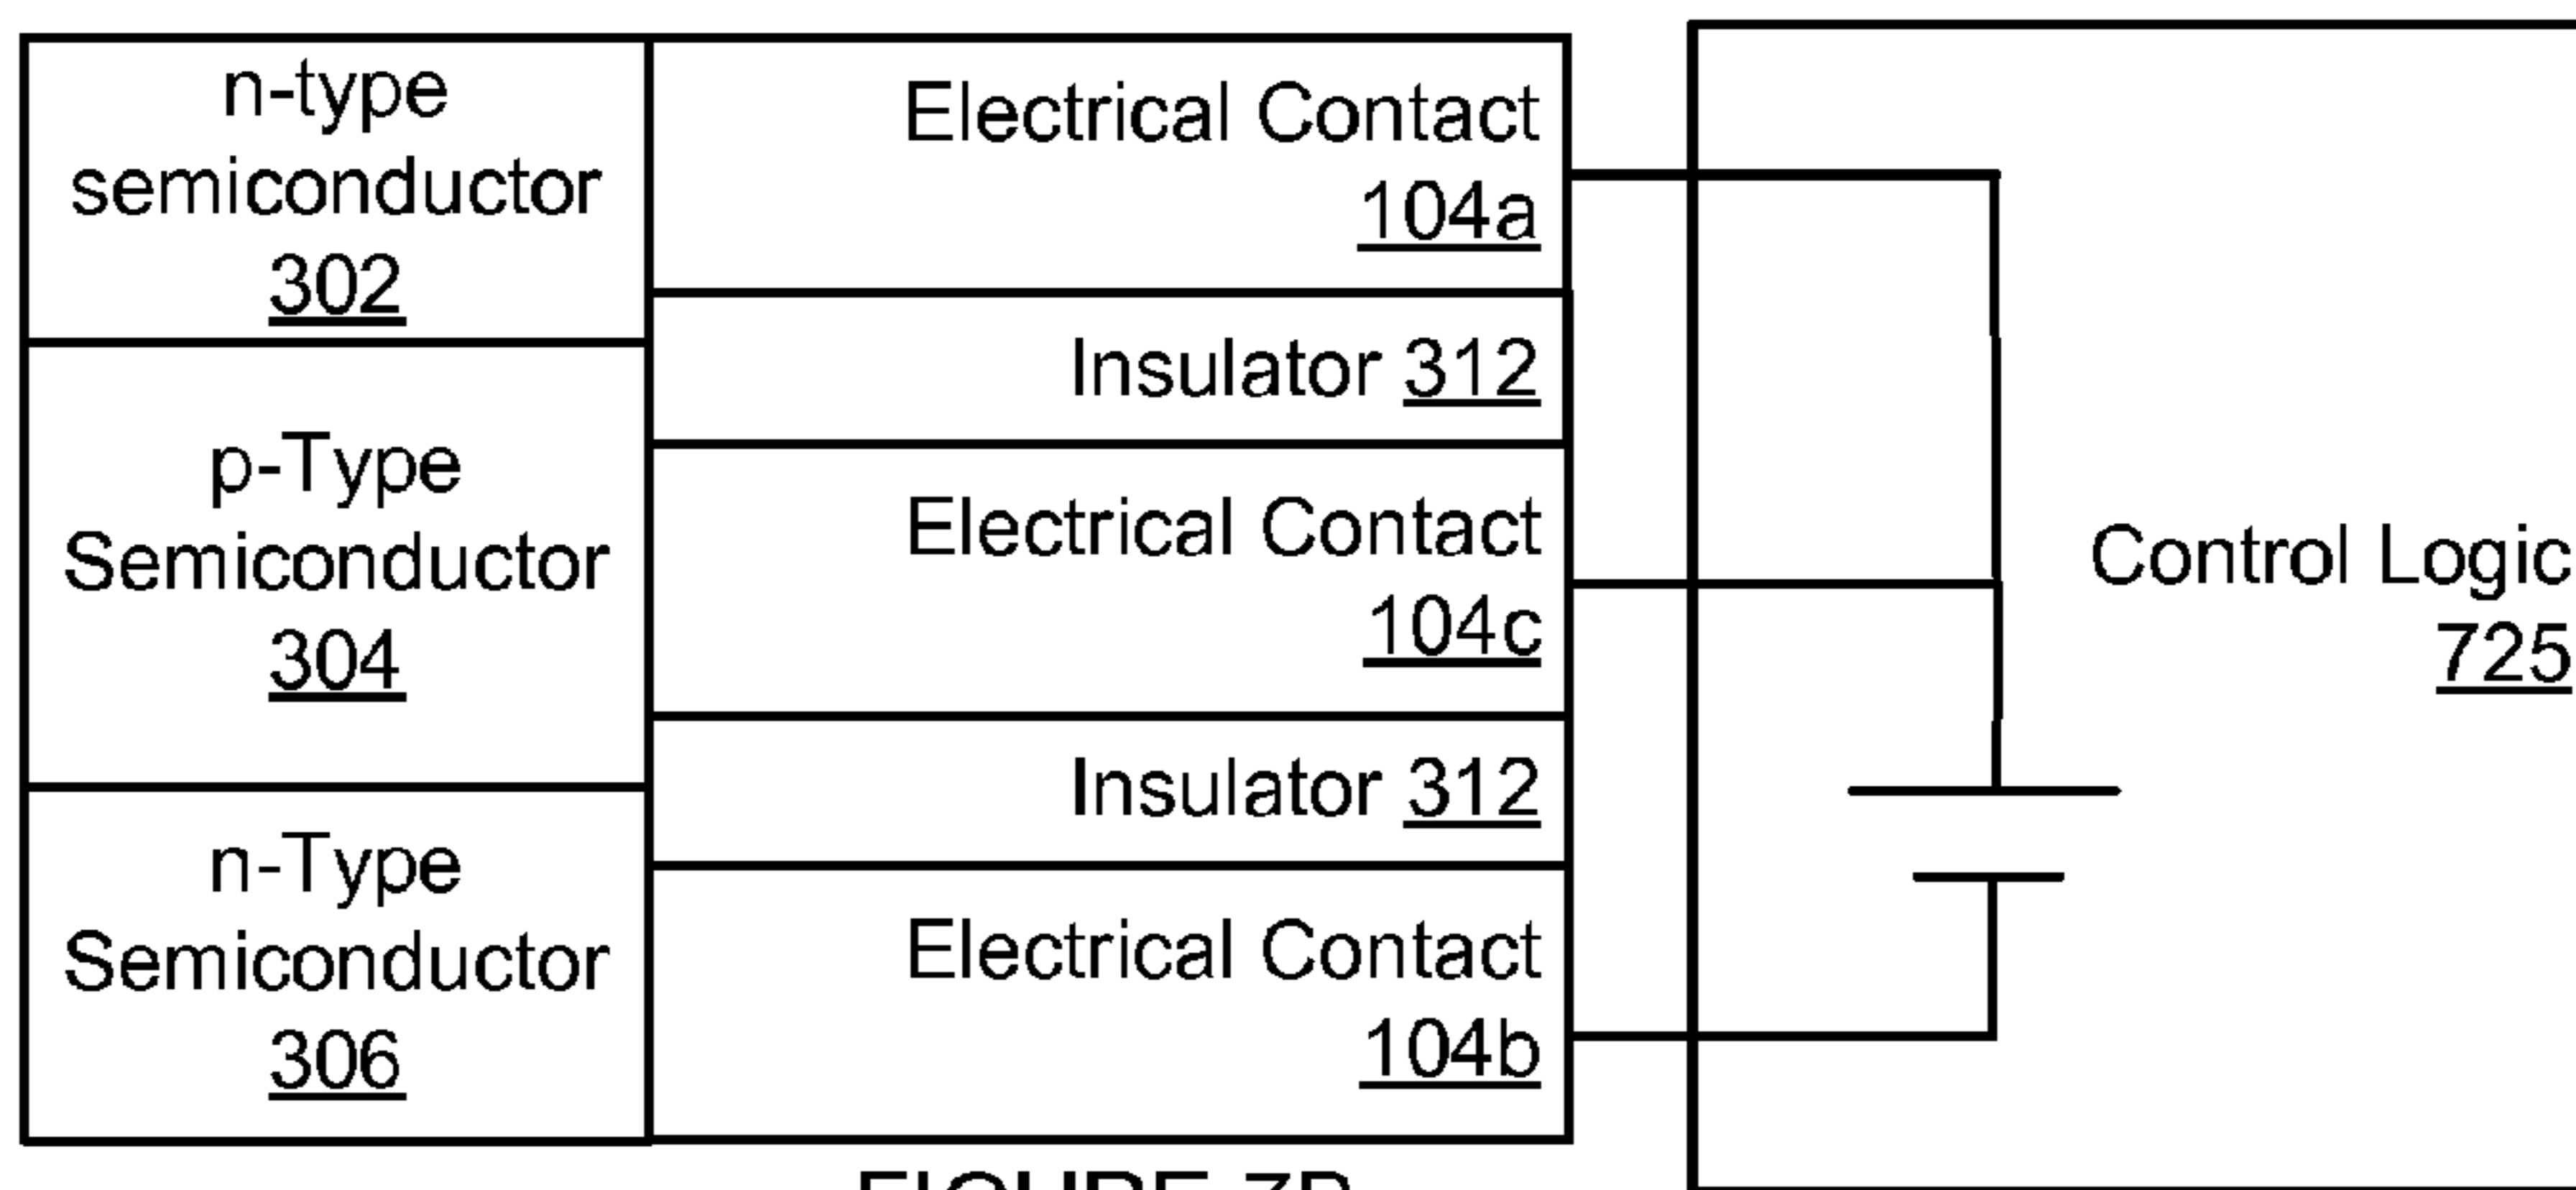 n-type
semiconductor
302
p-Type
Semiconductor
304
n-Type
Semiconductor
306
Electrical Contact
104a
Insulator 312
Electrical Contact
104c
Insulator 312
Electrical Contact
104b
Control Logic
725
FIGURE